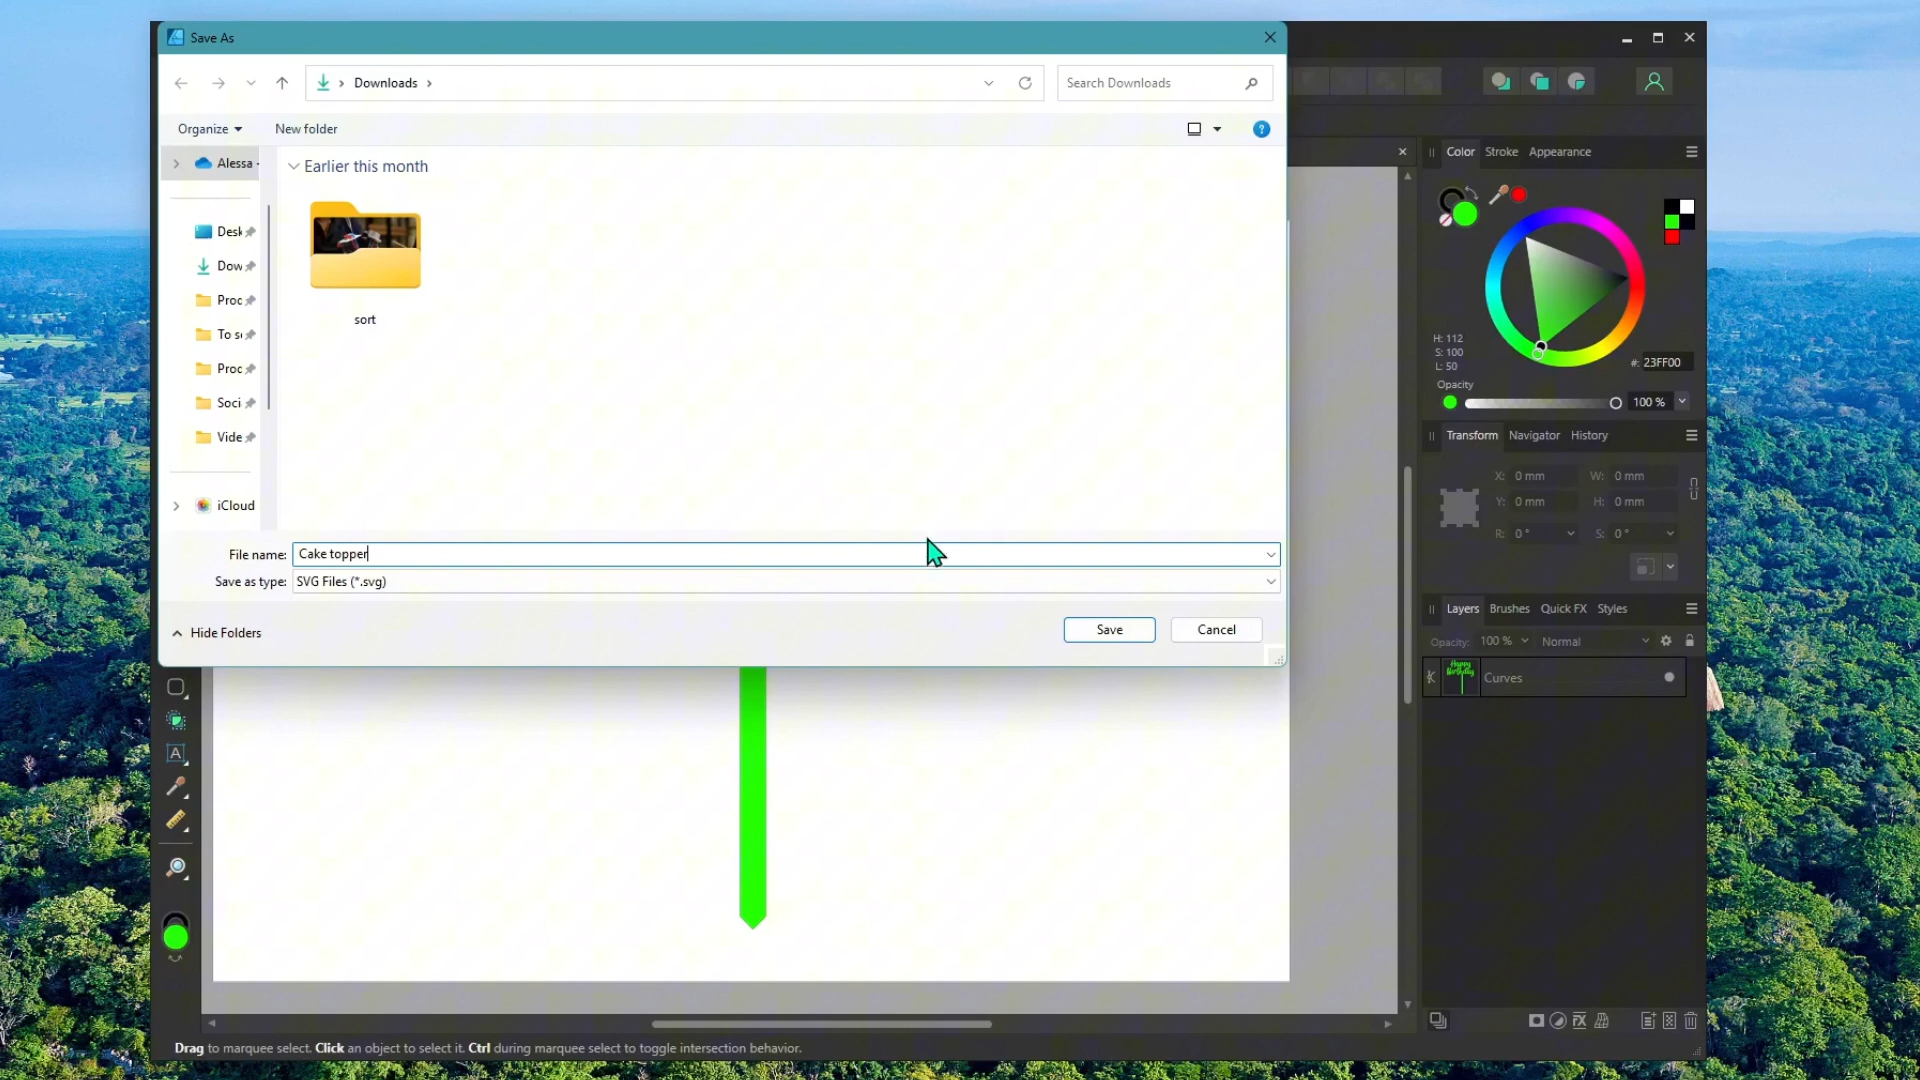 Save As
Downloads
Search Downloads
Organize
New folder
Alessa
Earlier this month
sort
Desk
Dow
Proc
To s
Proc
Soci
Vide
iCloud
File name: Cake topper
Save as type: SVG Files (*.svg)
Hide Folders
Save
Cancel
Color Stroke Appearance
H: 112
S: 100
L: 50
#: 23FF00
Opacity
100 %
Transform Navigator History
X: 0 mm W: 0 mm
Y: 0 mm H: 0 mm
R: 0 ° S: 0 °
Layers Brushes Quick FX Styles
Opacity: 100 % Normal
Happy
Birthday
Curves
A
FX
Drag to marquee select. Click an object to select it. Ctrl during marquee select to toggle intersection behavior.